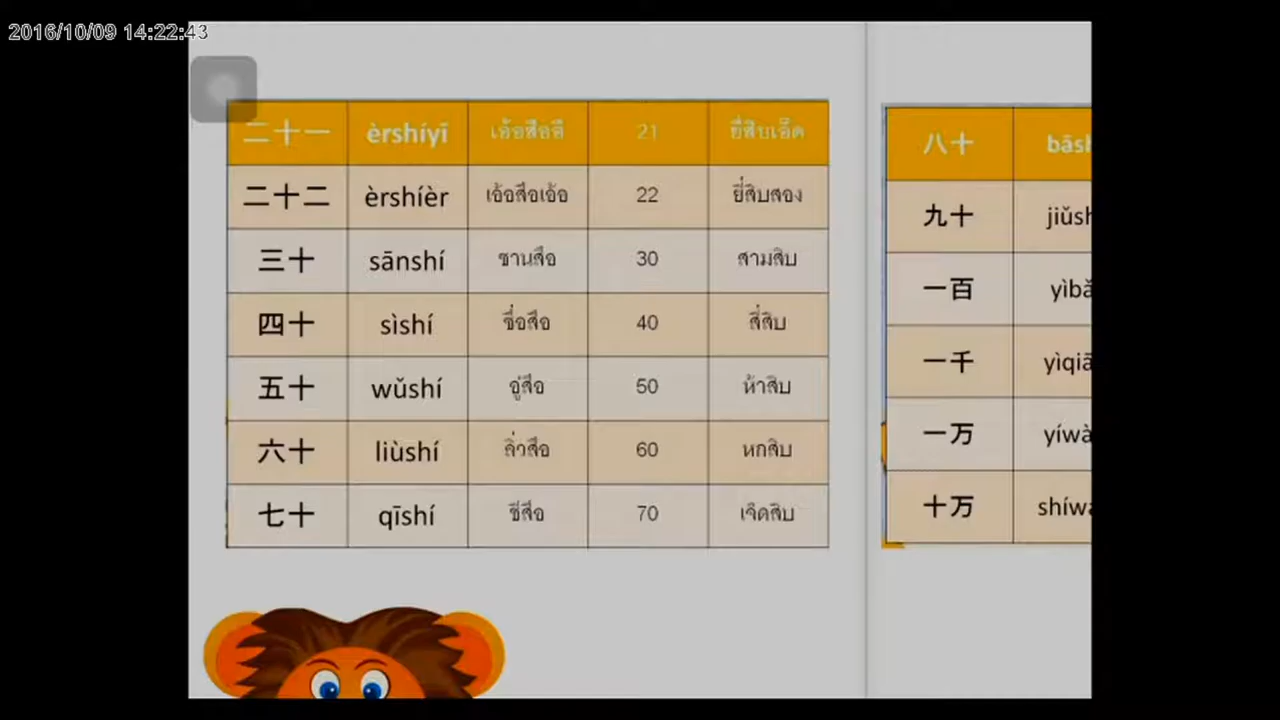 2016/10/09 14:22:43
二十一 èrshíyī เอ้อสืออี 21 ยี่สิบเอ็ด
二十二 èrshíèr เอ้อสือเอ้อ 22 ยี่สิบสอง
三十 sānshí ซานสือ 30 สามสิบ
四十 sìshí ซื่อสือ 40 สี่สิบ
五十 wǔshí อู่สือ 50 ห้าสิบ
六十 liùshí ลิ่วสือ 60 หกสิบ
七十 qīshí ชีสือ 70 เจ็ดสิบ
八十
九十
一百
一千
一万
十万